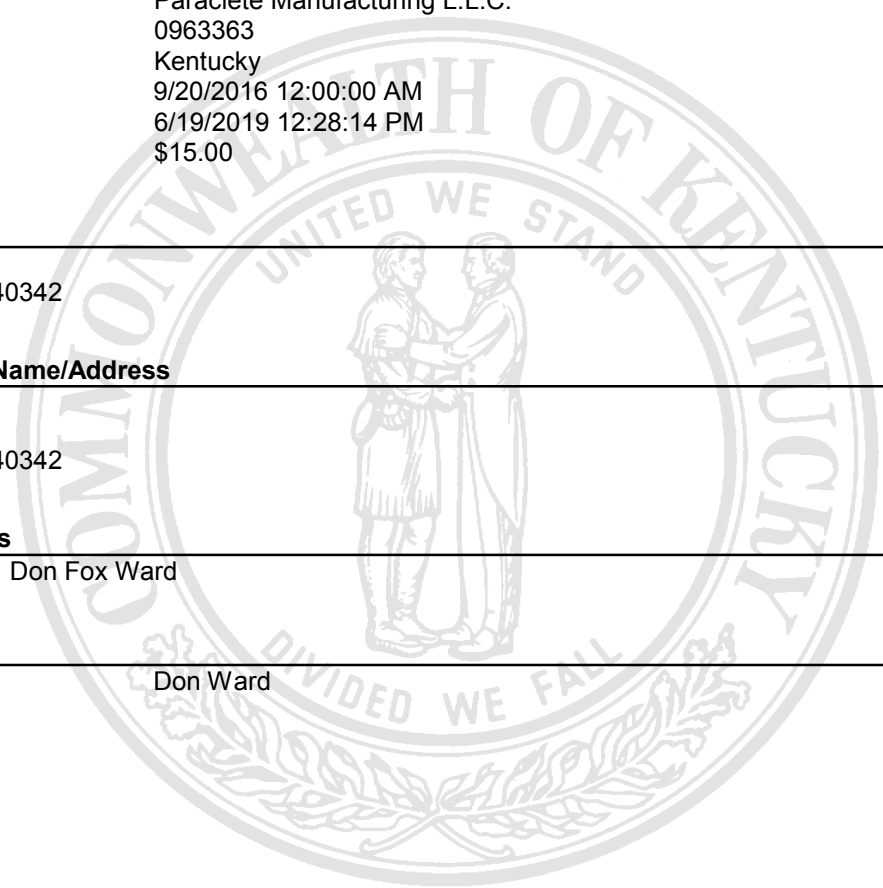 Paraclete Manufacturing L.L.C.
0963363
Kentucky
9/20/2016 12:00:00 AM
6/19/2019 12:28:14 PM
$15.00
40342
Name/Address
40342
s
Don Fox Ward
Don Ward
COMMONWEALTH OF KENTUCKY
UNITED WE STAND
DIVIDED WE FALL